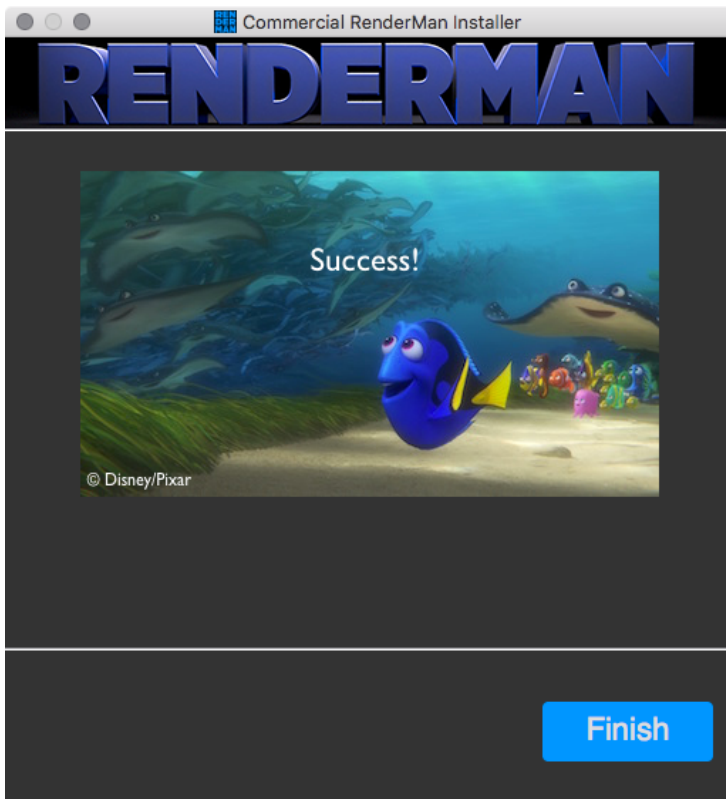 Commercial RenderMan Installer
RENDERMAN
Success!
© Disney/Pixar
Finish